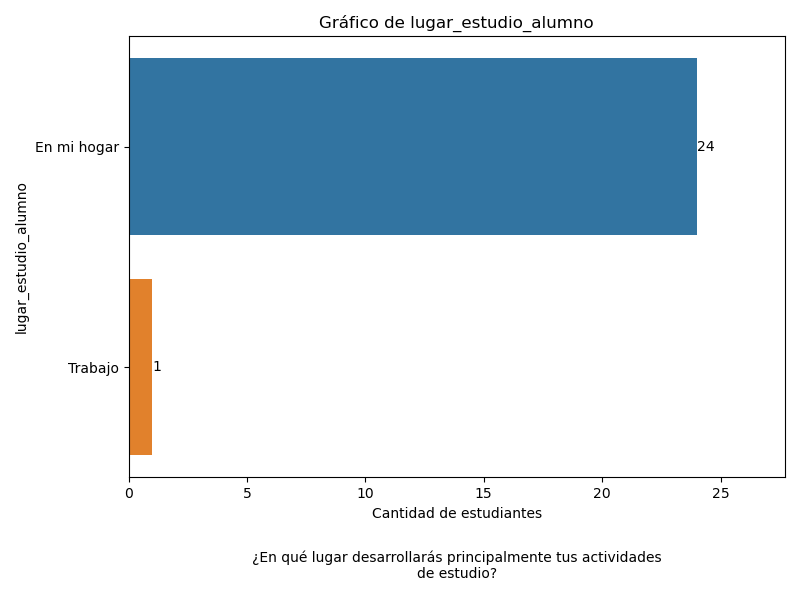 Gráfico de lugar_estudio_alumno
En mi hogar
24
lugar_estudio_alumno
Trabajo
1
0 5 10 15 20 25
Cantidad de estudiantes
¿En qué lugar desarrollarás principalmente tus actividades
de estudio?